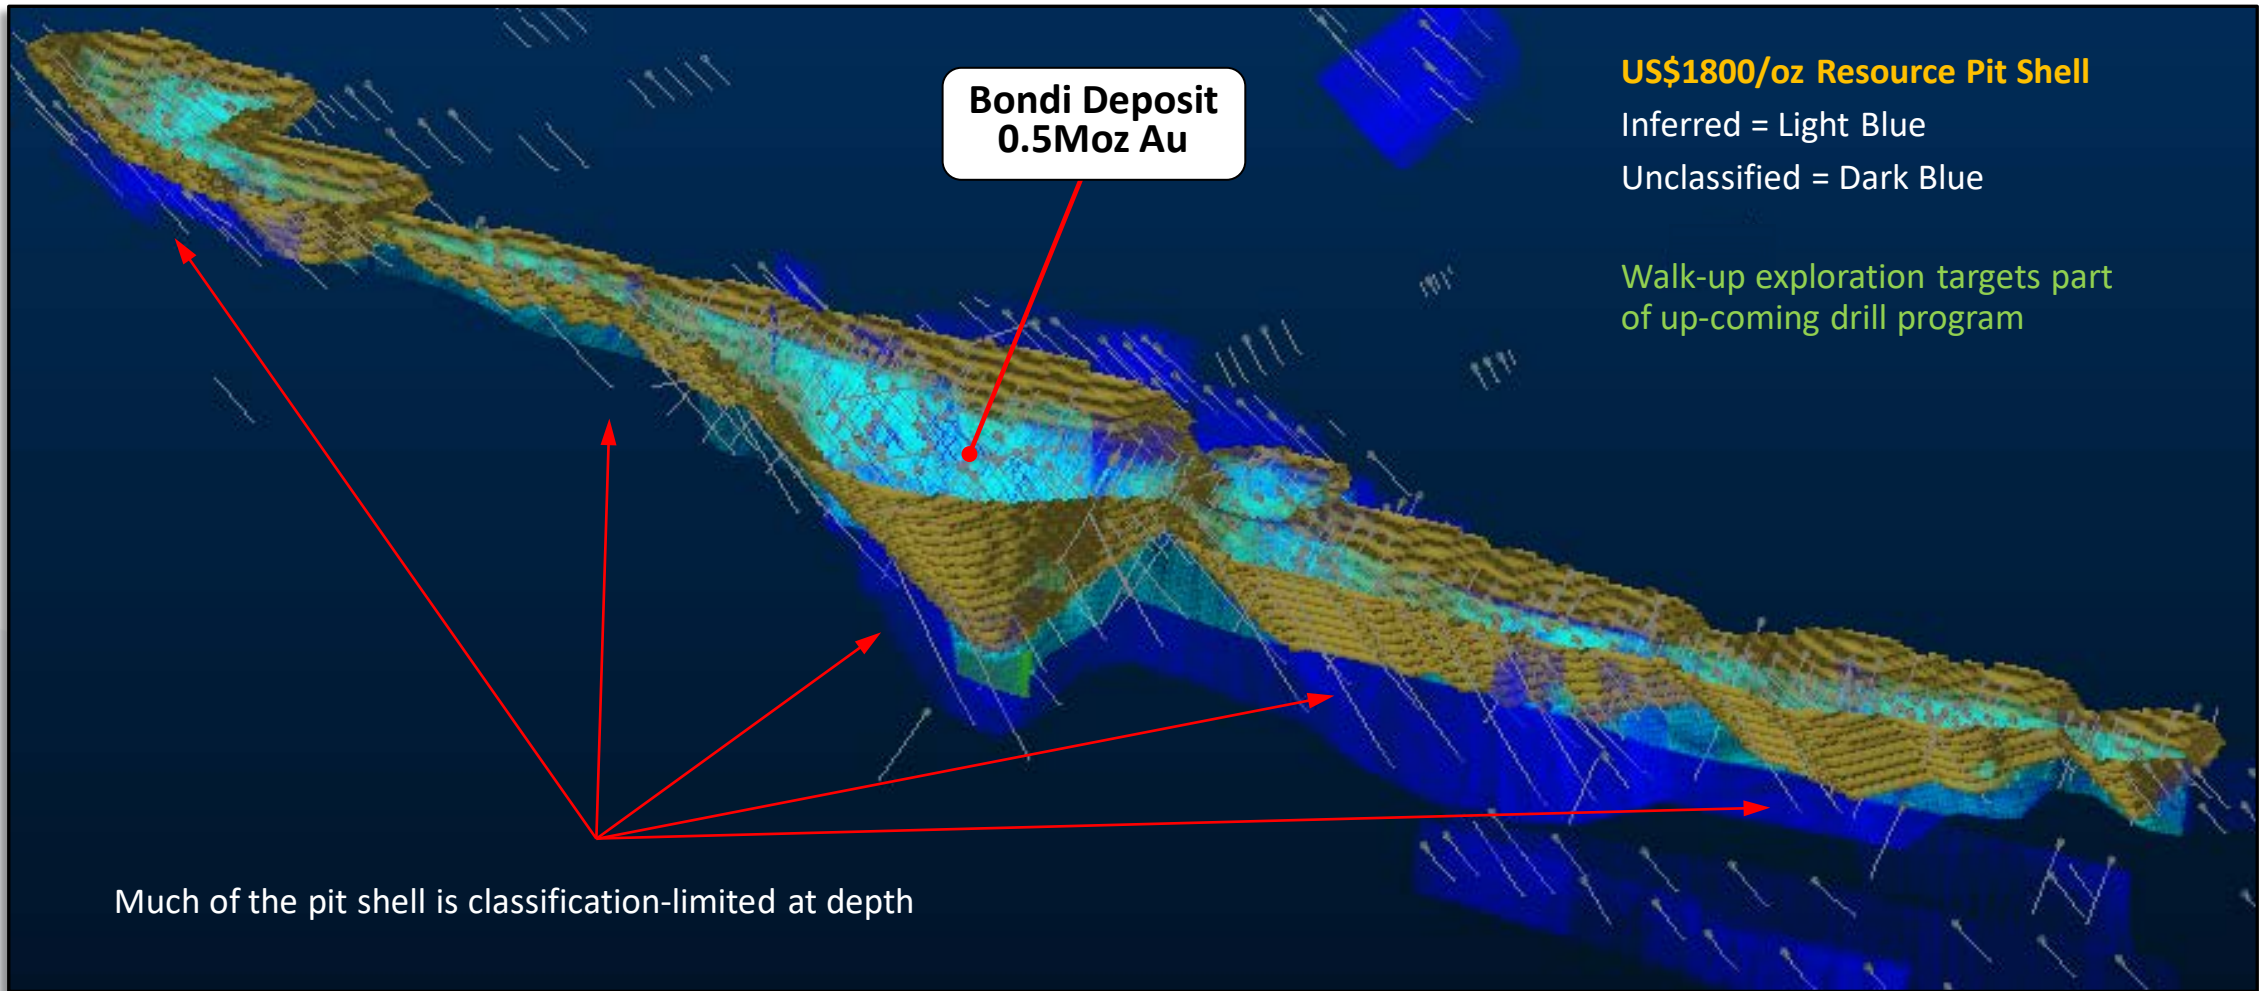 Bondi Deposit
0.5Moz Au
US$1800/oz Resource Pit Shell
Inferred = Light Blue
Unclassified = Dark Blue
Walk-up exploration targets part
of up-coming drill program
Much of the pit shell is classification-limited at depth